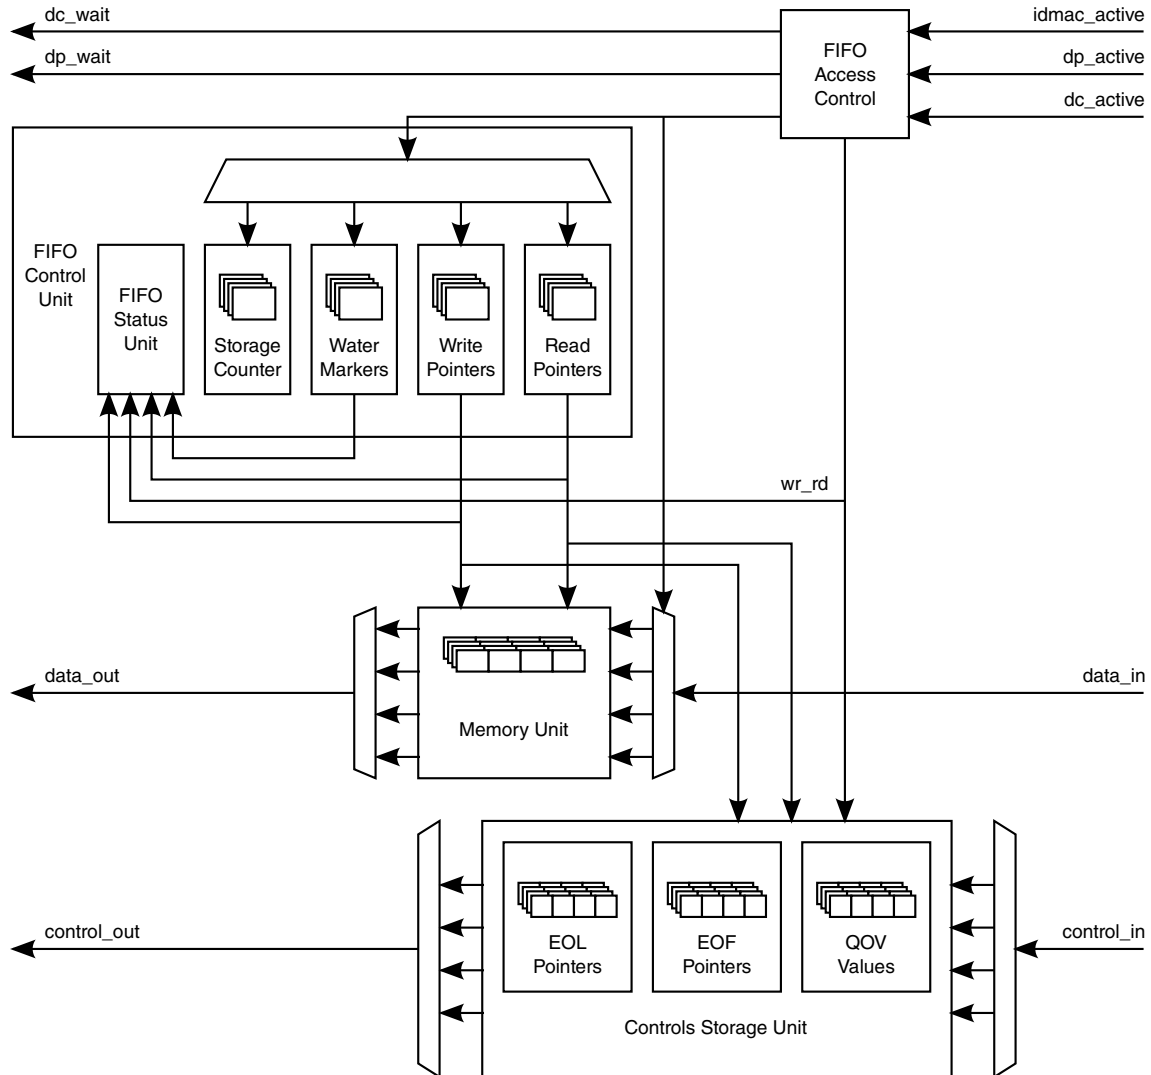 dc_wait
idmac_active
dp_wait
FIFO
Access
Control
dp_active
dc_active
FIFO
Control
Unit
FIFO
Status
Unit
Storage
Counter
Water
Markers
Write
Pointers
Read
Pointers
wr_rd
data_out
Memory Unit
data_in
control_out
EOL
Pointers
EOF
Pointers
QOV
Values
control_in
Controls Storage Unit